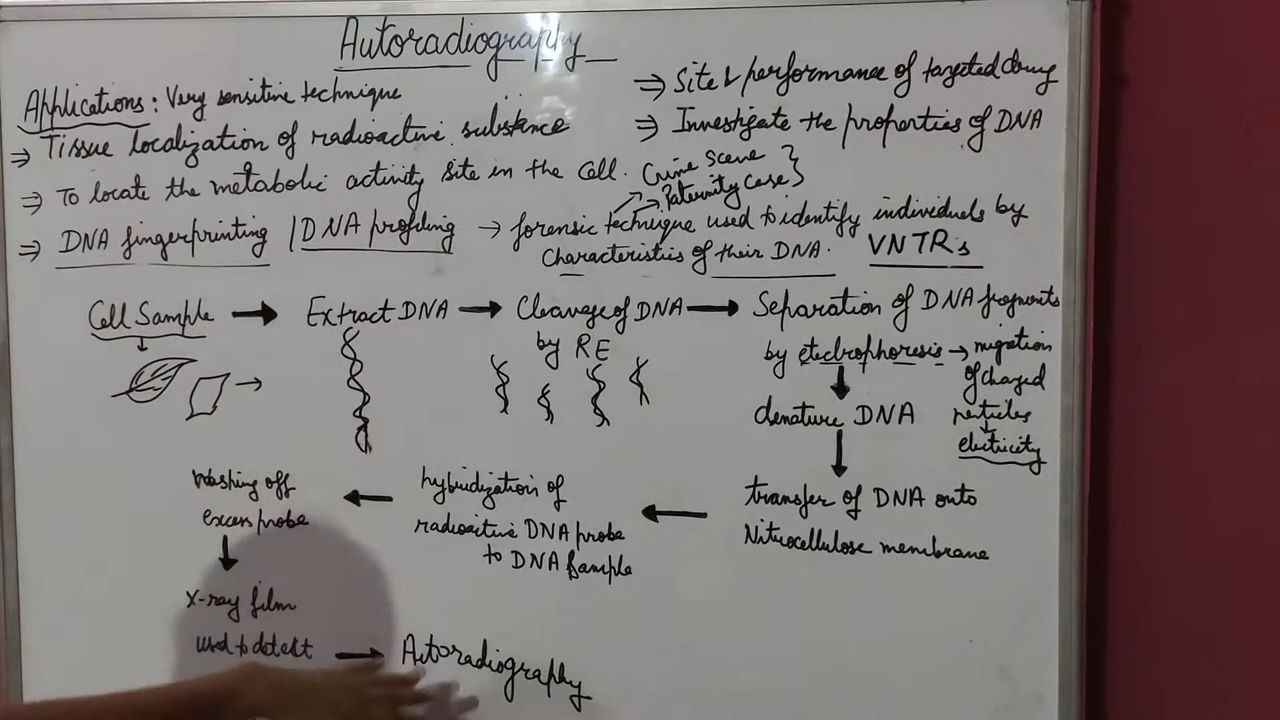 Autoradiography
Applications: Very sensitive technique
⇒ Tissue localization of radioactive substance
⇒ To locate the metabolic activity site in the cell.
⇒ DNA fingerprinting / DNA profiling → forensic technique used to identify individuals by
characteristics of their DNA. VNTRs
Crime scene
Paternity case
⇒ Site & performance of targeted drug
⇒ Investigate the properties of DNA
Cell Sample → Extract DNA → Cleavage of DNA → Separation of DNA fragments
by RE
by electrophoresis → migration
of charged
particles
electricity
denature DNA
transfer of DNA onto
Nitrocellulose membrane
hybridization of
radioactive DNA probe
to DNA Sample
Washing off
excess probe
X-ray film
used to detect → Autoradiography